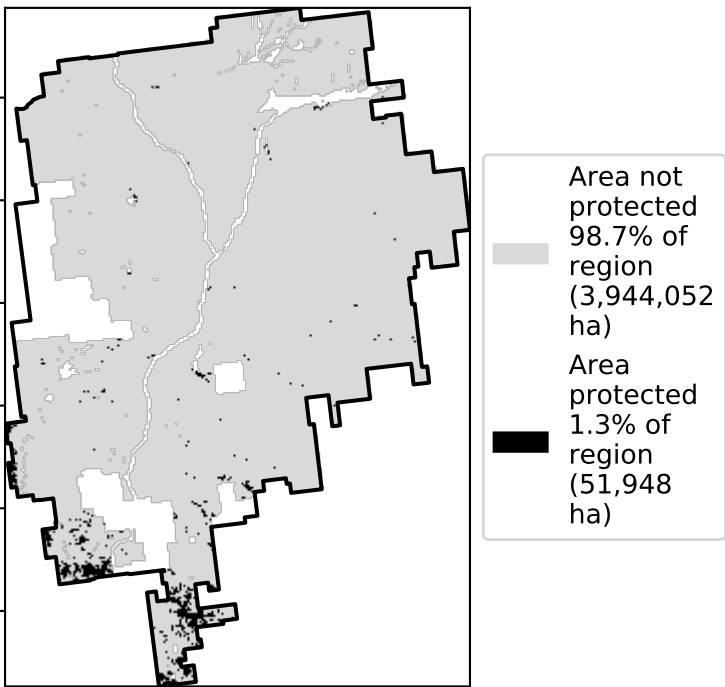 Area not
protected
98.7% of
region
(3,944,052
ha)
Area
protected
1.3% of
region
(51,948
ha)